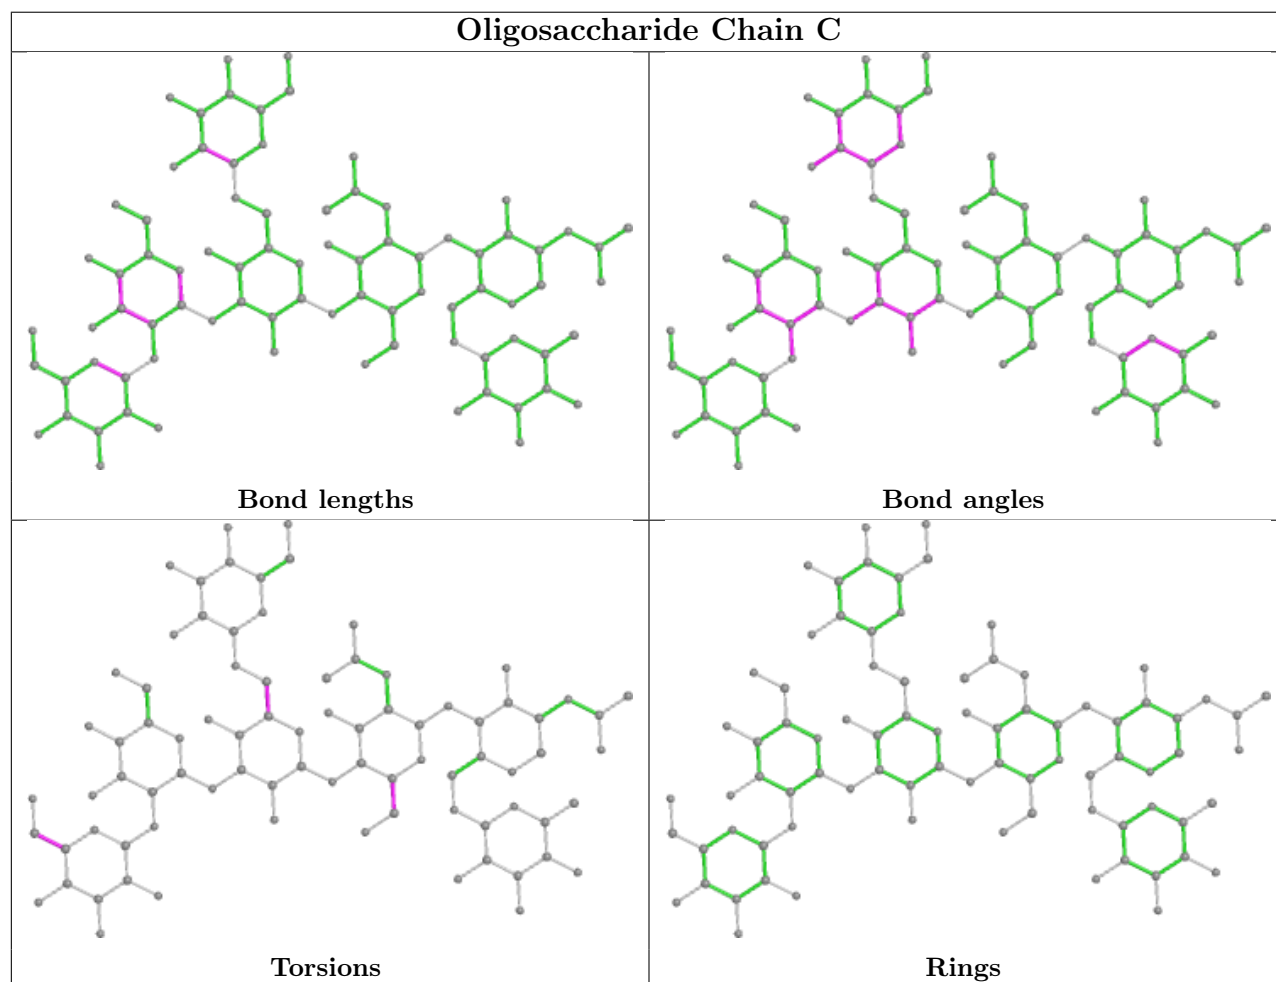 Oligosaccharide Chain C
Bond lengths
Bond angles
Torsions
Rings